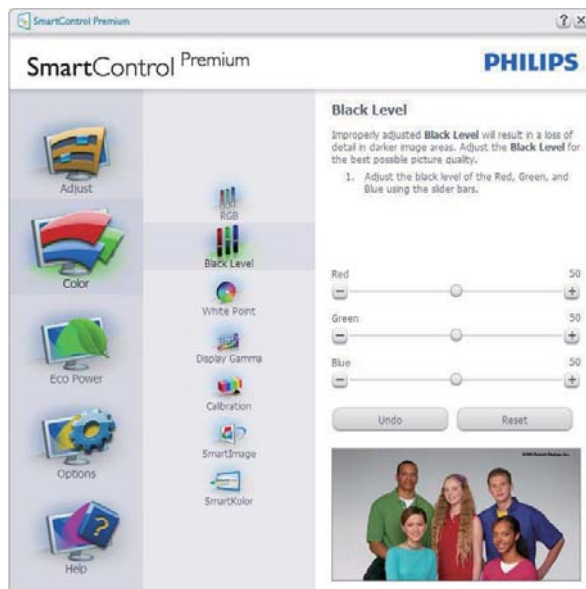 SmartControl Premium
SmartControl Premium
PHILIPS
Adjust
Color
Eco Power
Options
Help
RGB
Black Level
White Point
Display Gamma
Calibration
SmartImage
SmartKolor
Black Level
Improperly adjusted Black Level will result in a loss of
detail in darker image areas. Adjust the Black Level for
the best possible picture quality.
1. Adjust the black level of the Red, Green, and
Blue using the slider bars.
Red 50
Green 50
Blue 50
Undo Reset